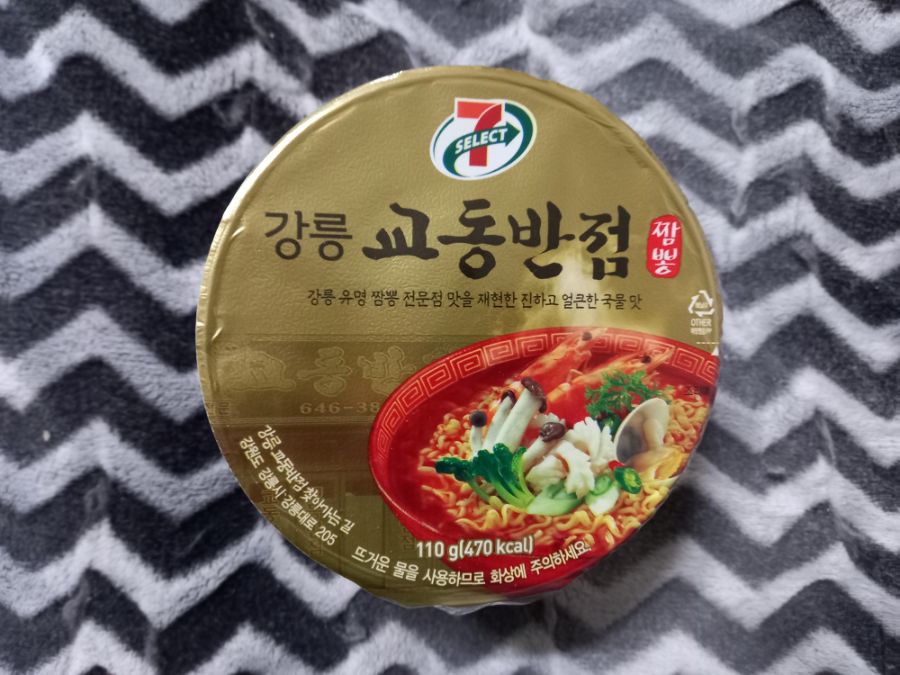 7
SELECT
강릉 교동반점 짬뽕
강릉 유명 짬뽕 전문점 맛을 재현한 진하고 얼큰한 국물 맛
OTHER
교동반
646-38
강릉 교동반점 찾아가는 길
강원도 강릉시 강릉대로 205
110 g(470 kcal)
뜨거운 물을 사용하므로 화상에 주의하세요.